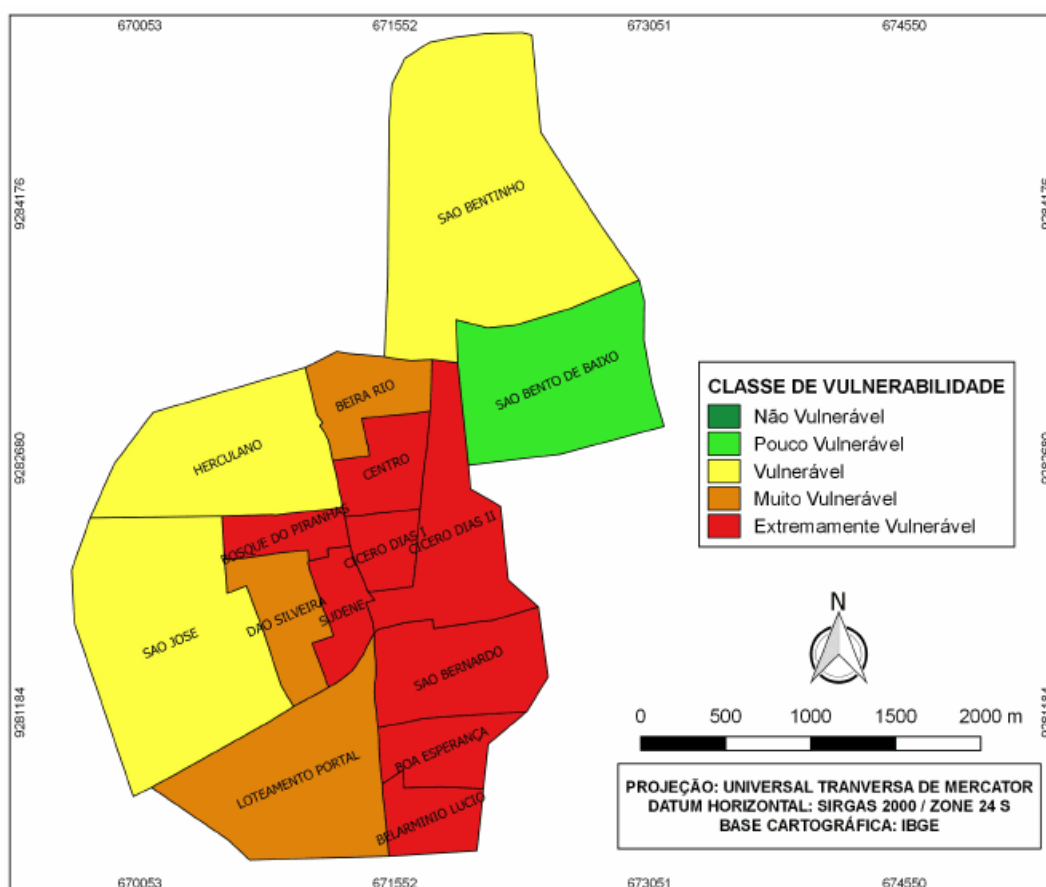 670053 671552 673051 674550
9284176
9284176
SAO BENTINHO
SAO BENTO DE BAIXO
BEIRA RIO
HERCULANO
CENTRO
9282680
9282680
BOSQUE DO PIRANHAS
CICERO DIAS I
CICERO DIAS II
DAO SILVEIRA
SUDENE
SAO JOSE
SAO BERNARDO
9281184
9281184
LOTEAMENTO PORTAL
BOA ESPERANÇA
BELARMINIO LUCIO
CLASSE DE VULNERABILIDADE
Não Vulnerável
Pouco Vulnerável
Vulnerável
Muito Vulnerável
Extremamente Vulnerável
N
0 500 1000 1500 2000 m
PROJEÇÃO: UNIVERSAL TRANVERSA DE MERCATOR
DATUM HORIZONTAL: SIRGAS 2000 / ZONE 24 S
BASE CARTOGRÁFICA: IBGE
670053 671552 673051 674550